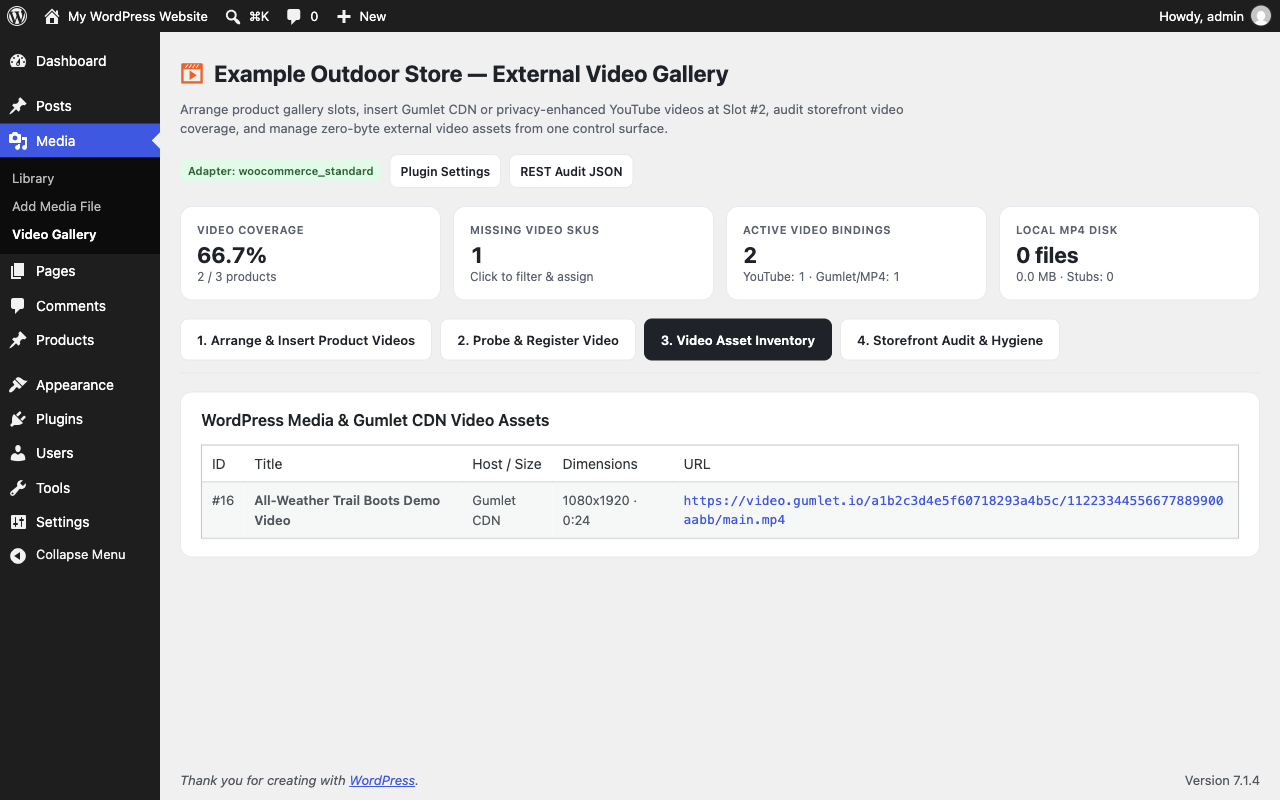 My WordPress Website ⌘K 0 New Howdy, admin
Dashboard
Posts
Media
Library
Add Media File
Video Gallery
Pages
Comments
Products
Appearance
Plugins
Users
Tools
Settings
Collapse Menu
Example Outdoor Store — External Video Gallery
Arrange product gallery slots, insert Gumlet CDN or privacy-enhanced YouTube videos at Slot #2, audit storefront video
coverage, and manage zero-byte external video assets from one control surface.
Adapter: woocommerce_standard Plugin Settings REST Audit JSON
VIDEO COVERAGE
66.7%
2 / 3 products
MISSING VIDEO SKUS
1
Click to filter & assign
ACTIVE VIDEO BINDINGS
2
YouTube: 1 · Gumlet/MP4: 1
LOCAL MP4 DISK
0 files
0.0 MB · Stubs: 0
1. Arrange & Insert Product Videos 2. Probe & Register Video 3. Video Asset Inventory 4. Storefront Audit & Hygiene
WordPress Media & Gumlet CDN Video Assets
ID Title Host / Size Dimensions URL
#16 All-Weather Trail Boots Demo Gumlet 1080x1920 · https://video.gumlet.io/a1b2c3d4e5f60718293a4b5c/11223344556677889900
Video CDN 0:24 aabb/main.mp4
Thank you for creating with WordPress. Version 7.1.4